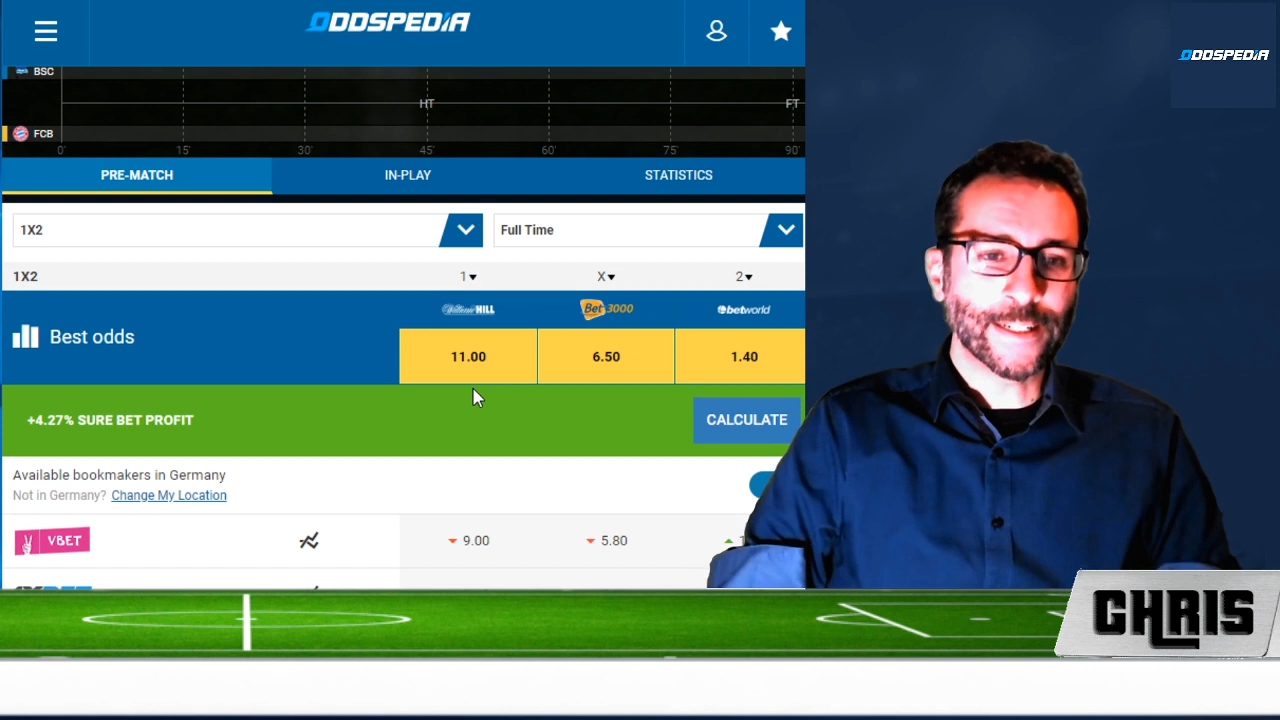 ODDSPEDIA
ODDSPEDIA
BSC
HT
FT
FCB
0' 15' 30' 45' 60' 75' 90'
PRE-MATCH IN-PLAY STATISTICS
1X2 Full Time
1X2 1 X 2
William HILL Bet3000 betworld
Best odds
11.00 6.50 1.40
+4.27% SURE BET PROFIT CALCULATE
Available bookmakers in Germany
Not in Germany? Change My Location
VBET 9.00 5.80 1
CHRIS